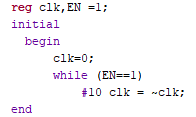 reg clk,EN =1;
initial
begin
clk=0;
while (EN==1)
#10 clk = ~clk;
end